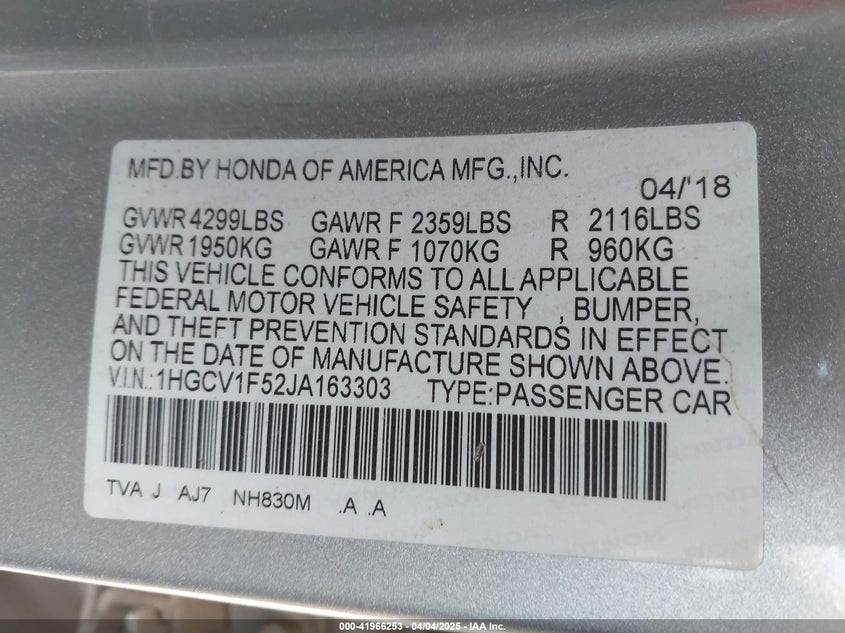 MFD.BY HONDA OF AMERICA MFG.,INC.
04/'18
GVWR 4299LBS GAWR F 2359LBS R 2116LBS
GVWR 1950KG GAWR F 1070KG R 960KG
THIS VEHICLE CONFORMS TO ALL APPLICABLE
FEDERAL MOTOR VEHICLE SAFETY , BUMPER,
AND THEFT PREVENTION STANDARDS IN EFFECT
ON THE DATE OF MANUFACTURE SHOWN ABOVE.
V.I.N.:1HGCV1F52JA163303 TYPE:PASSENGER CAR
TVA J AJ7 NH830M .A .A
000-41966253 - 04/04/2025 - IAA Inc.